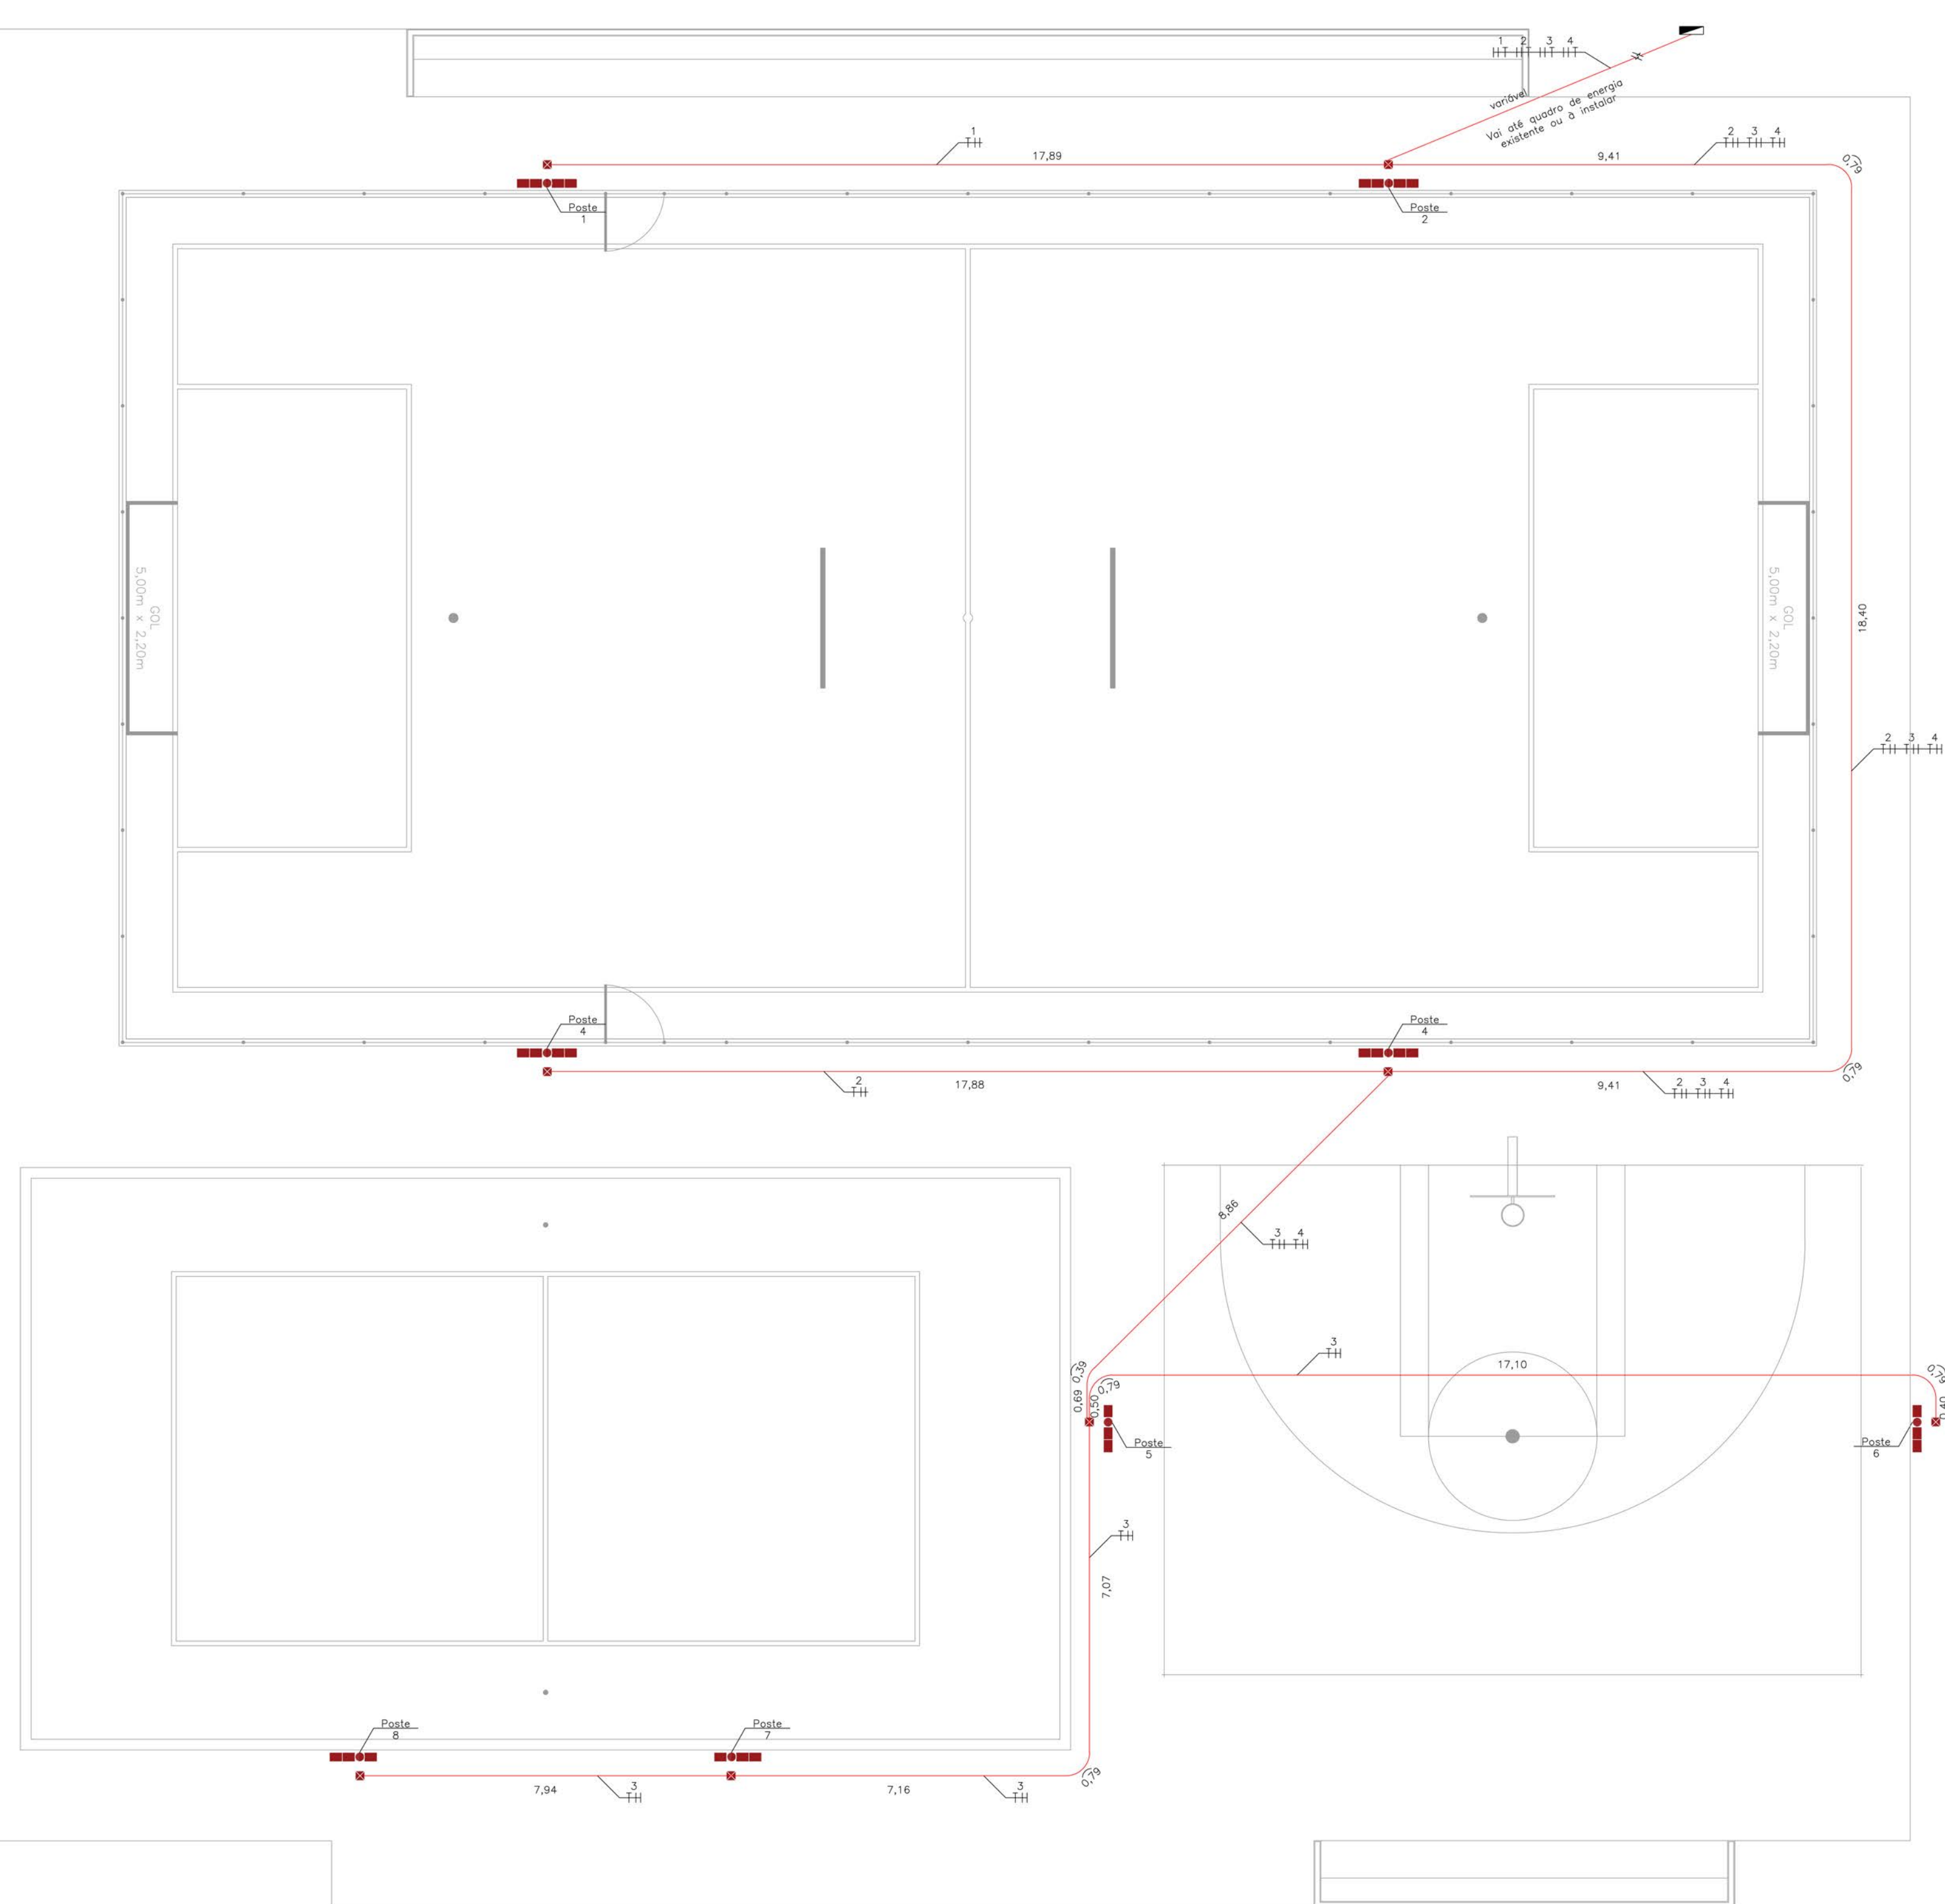 1 2 3 4
variável
Vai até quadro de energia
existente ou à instalar
1
17,89
9,41
2 3 4
0,79
Poste
1
Poste
2
GOL
5,00m x 2,20m
GOL
5,00m x 2,20m
18,40
2 3 4
Poste
4
Poste
4
2
17,88
9,41
2 3 4
0,79
8,86
3 4
3
17,10
0,39
0,69
0,50
0,79
0,79
0,40
Poste
5
Poste
6
3
7,07
Poste
8
Poste
7
7,94
3
7,16
3
0,79